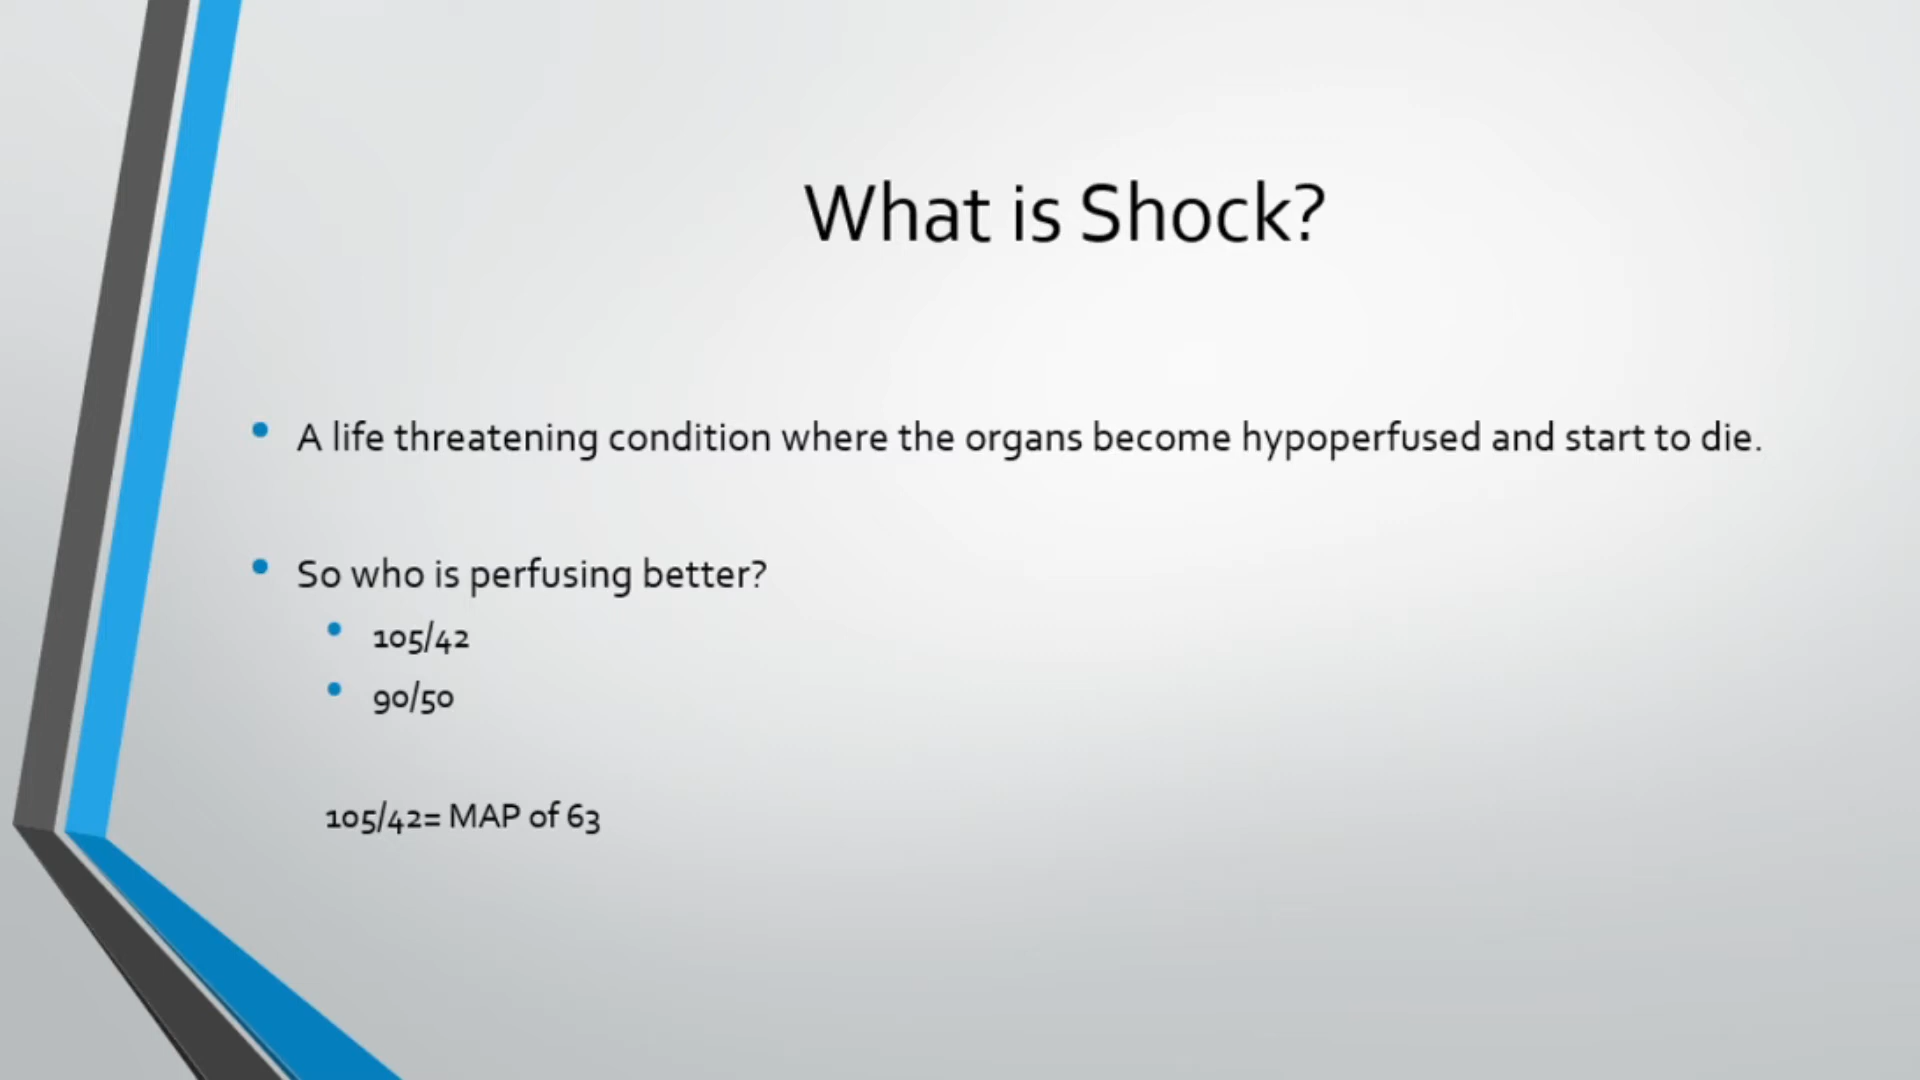 What is Shock?
A life threatening condition where the organs become hypoperfused and start to die.
So who is perfusing better?
105/42
90/50
105/42= MAP of 63